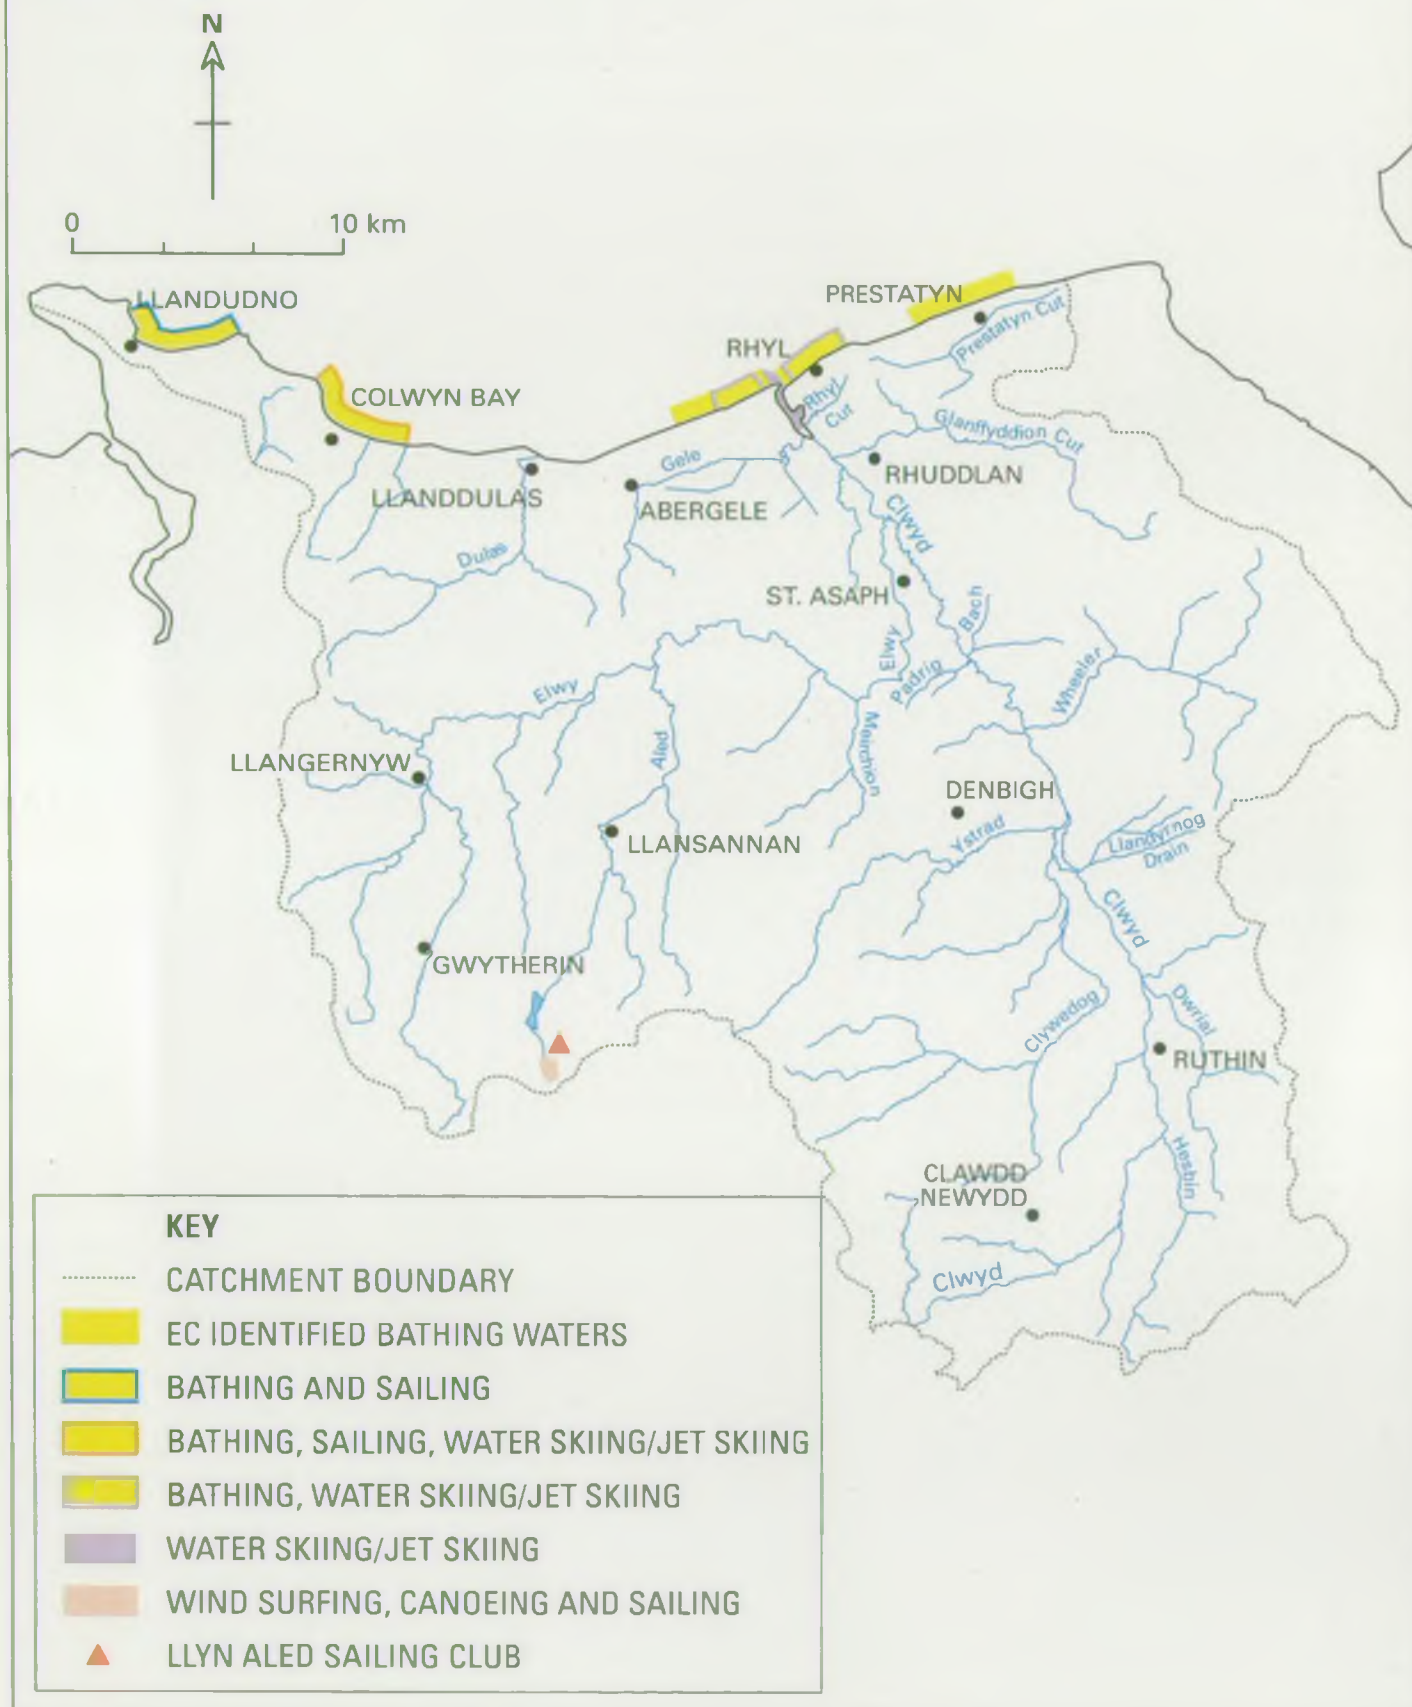 N
0 10 km
LLANDUDNO
PRESTATYN
Prestatyn Cut
RHYL
Rhyl
Cut
COLWYN BAY
Glanffyddion Cut
Gele
RHUDDLAN
LLANDDULAS
ABERGELE
Clwyd
Dulas
ST. ASAPH
Bach
Elwy
Padrig
Wheeler
Elwy
Aled
Meirchion
LLANGERNYW
DENBIGH
Ystrad
Llandyrnog
Drain
LLANSANNAN
Clwyd
GWYTHERIN
Clywedog
Dwrial
RUTHIN
Hesbin
CLAWDD
NEWYDD
Clwyd
KEY
CATCHMENT BOUNDARY
EC IDENTIFIED BATHING WATERS
BATHING AND SAILING
BATHING, SAILING, WATER SKIING/JET SKIING
BATHING, WATER SKIING/JET SKIING
WATER SKIING/JET SKIING
WIND SURFING, CANOEING AND SAILING
LLYN ALED SAILING CLUB